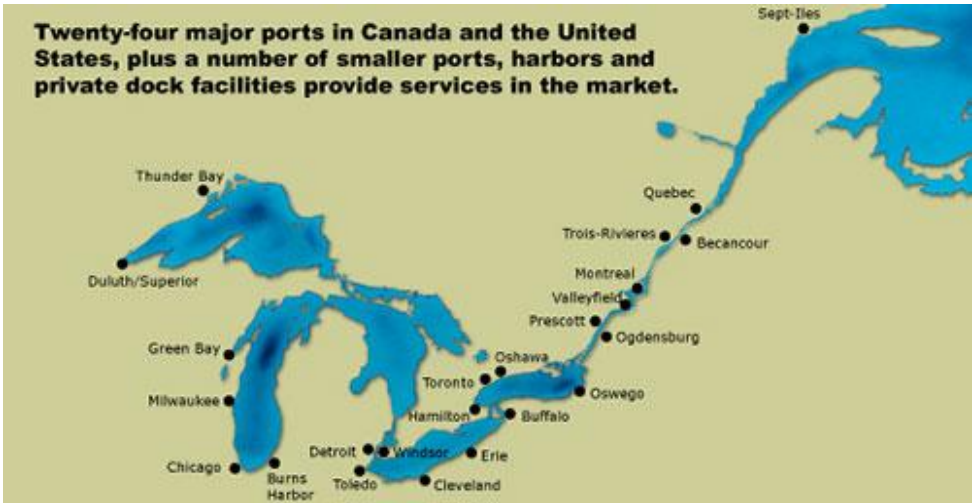 Twenty-four major ports in Canada and the United
States, plus a number of smaller ports, harbors and
private dock facilities provide services in the market.
Sept-Iles
Thunder Bay
Quebec
Trois-Rivieres
Becancour
Duluth/Superior
Montreal
Valleyfield
Prescott
Ogdensburg
Green Bay
Oshawa
Toronto
Oswego
Milwaukee
Hamilton
Buffalo
Detroit
Windsor
Erie
Chicago
Burns
Harbor
Toledo
Cleveland